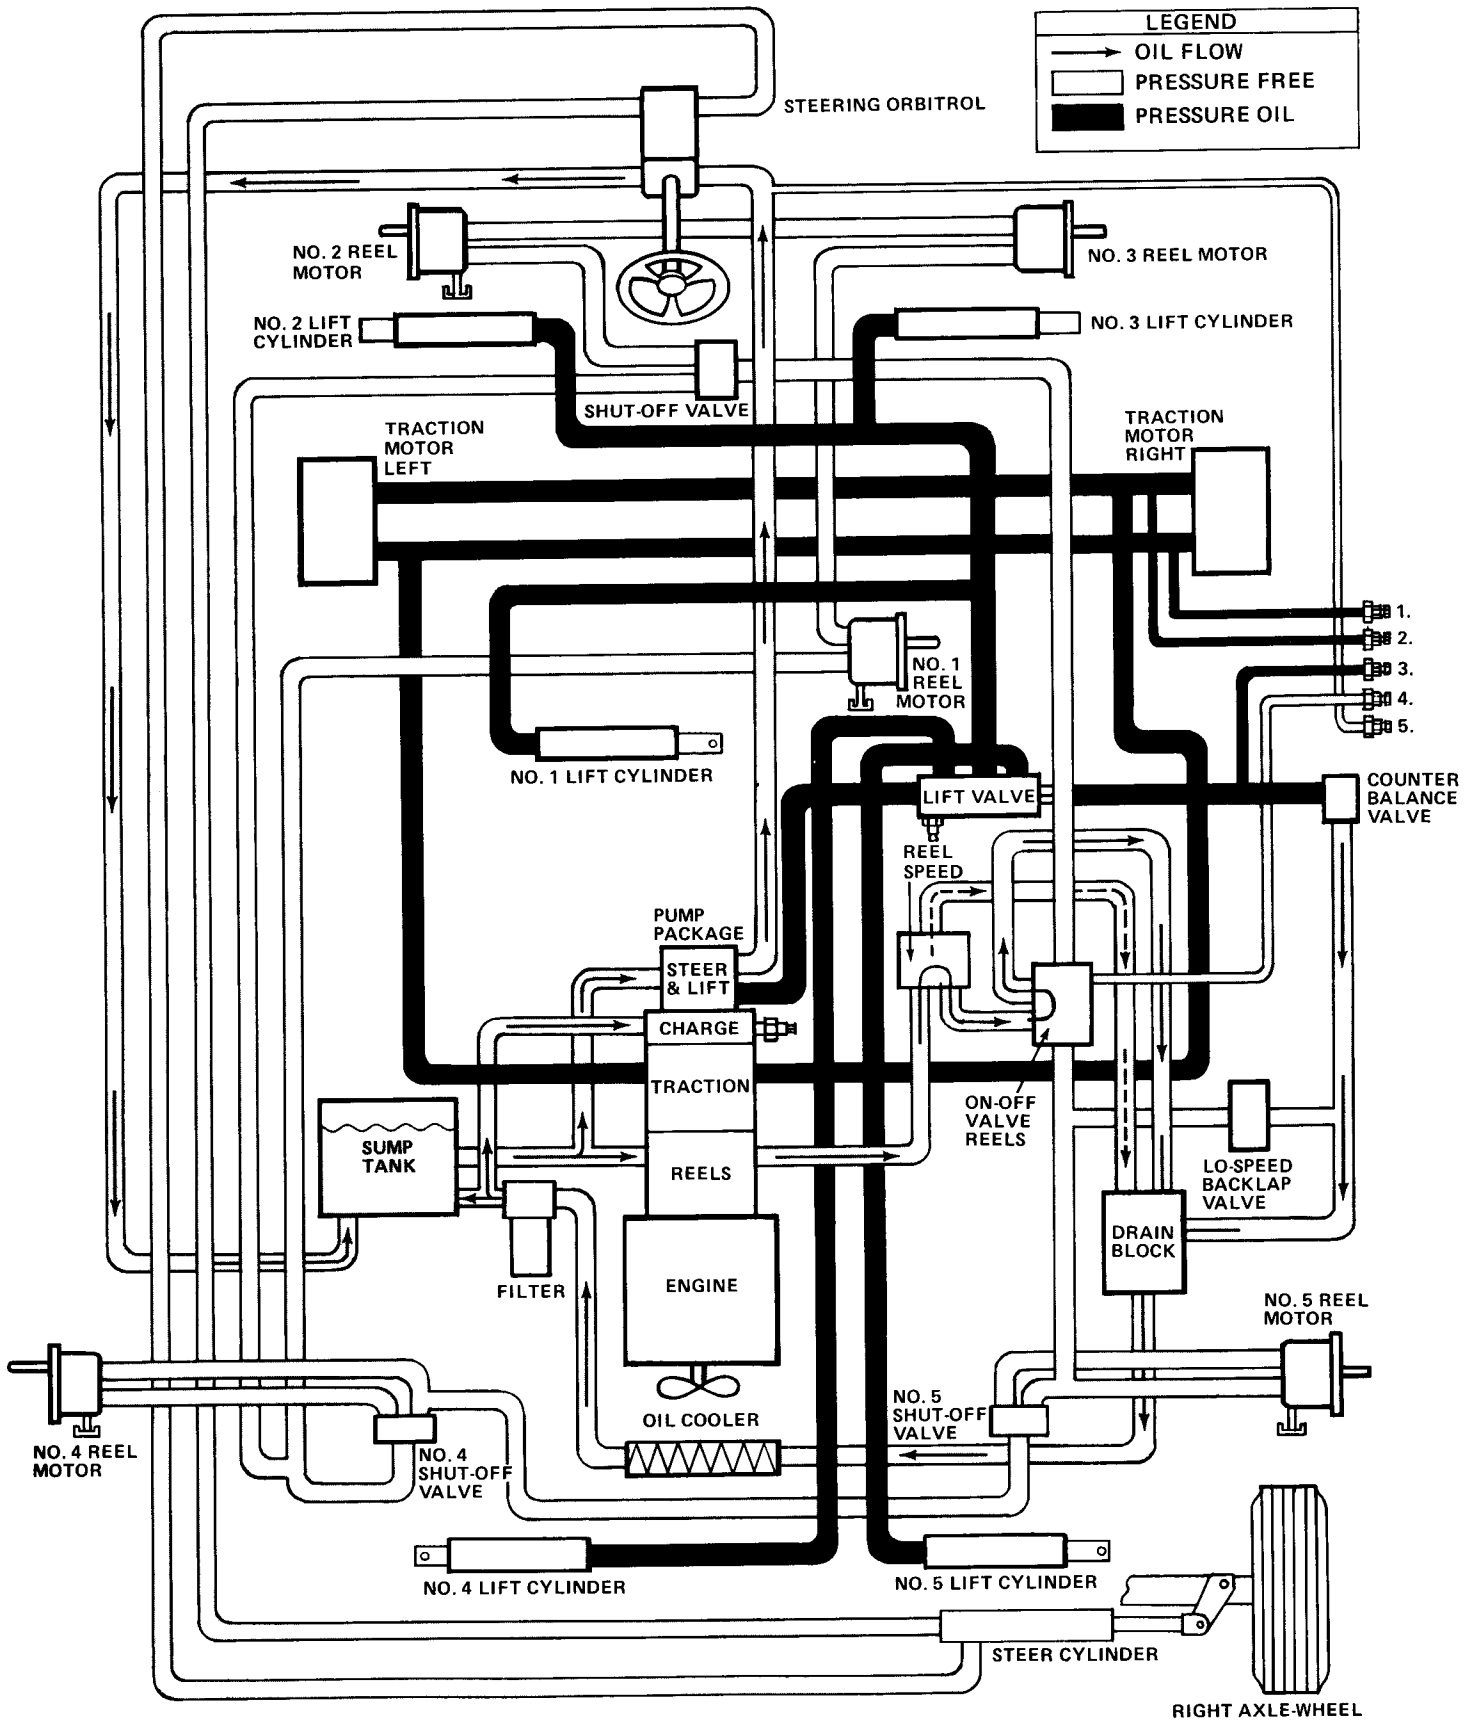 LEGEND
OIL FLOW
PRESSURE FREE
PRESSURE OIL
STEERING ORBITROL
NO. 2 REEL
MOTOR
NO. 3 REEL MOTOR
NO. 2 LIFT
CYLINDER
NO. 3 LIFT CYLINDER
SHUT-OFF VALVE
TRACTION
MOTOR
LEFT
TRACTION
MOTOR
RIGHT
1.
2.
3.
4.
5.
NO. 1
REEL
MOTOR
NO. 1 LIFT CYLINDER
LIFT VALVE
COUNTER
BALANCE
VALVE
REEL
SPEED
PUMP
PACKAGE
STEER
& LIFT
CHARGE
TRACTION
REELS
ON-OFF
VALVE
REELS
SUMP
TANK
LO-SPEED
BACKLAP
VALVE
DRAIN
BLOCK
FILTER
ENGINE
NO. 5 REEL
MOTOR
OIL COOLER
NO. 5
SHUT-OFF
VALVE
NO. 4 REEL
MOTOR
NO. 4
SHUT-OFF
VALVE
NO. 4 LIFT CYLINDER
NO. 5 LIFT CYLINDER
STEER CYLINDER
RIGHT AXLE-WHEEL